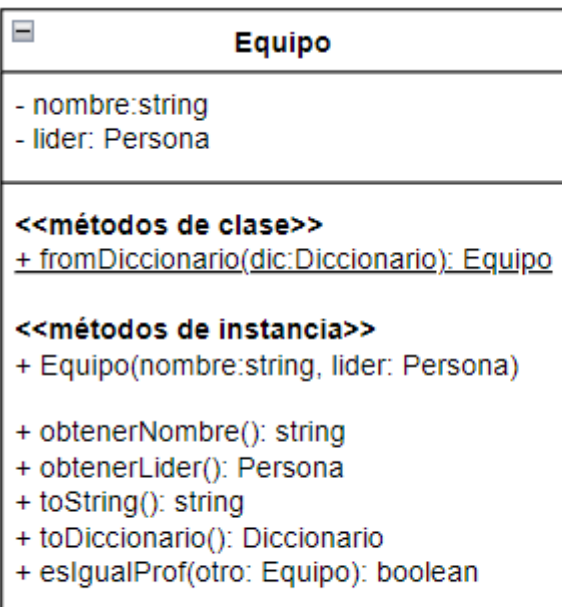 Equipo
- nombre:string
- lider: Persona
<<métodos de clase>>
+ fromDiccionario(dic:Diccionario): Equipo
<<métodos de instancia>>
+ Equipo(nombre:string, lider: Persona)
+ obtenerNombre(): string
+ obtenerLider(): Persona
+ toString(): string
+ toDiccionario(): Diccionario
+ esIgualProf(otro: Equipo): boolean